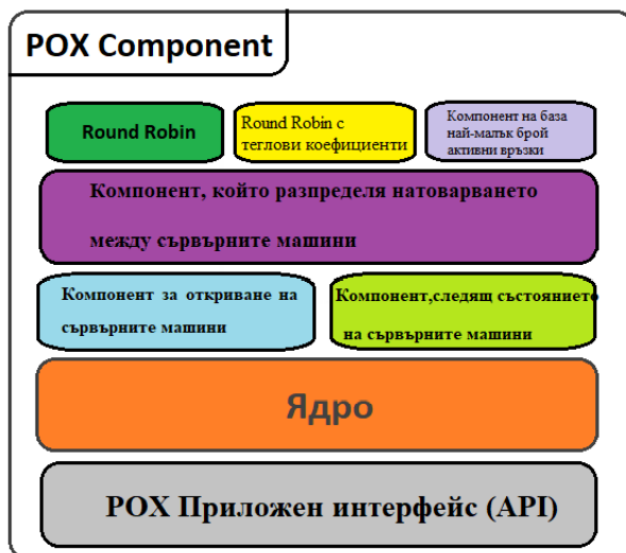 POX Component
Round Robin
Round Robin с
теглови коефициенти
Компонент на база
най-малък брой
активни връзки
Компонент, който разпределя натоварването
между сървърните машини
Компонент за откриване на
сървърните машини
Компонент,следящ състоянието
на сървърните машини
Ядро
POX Приложен интерфейс (API)